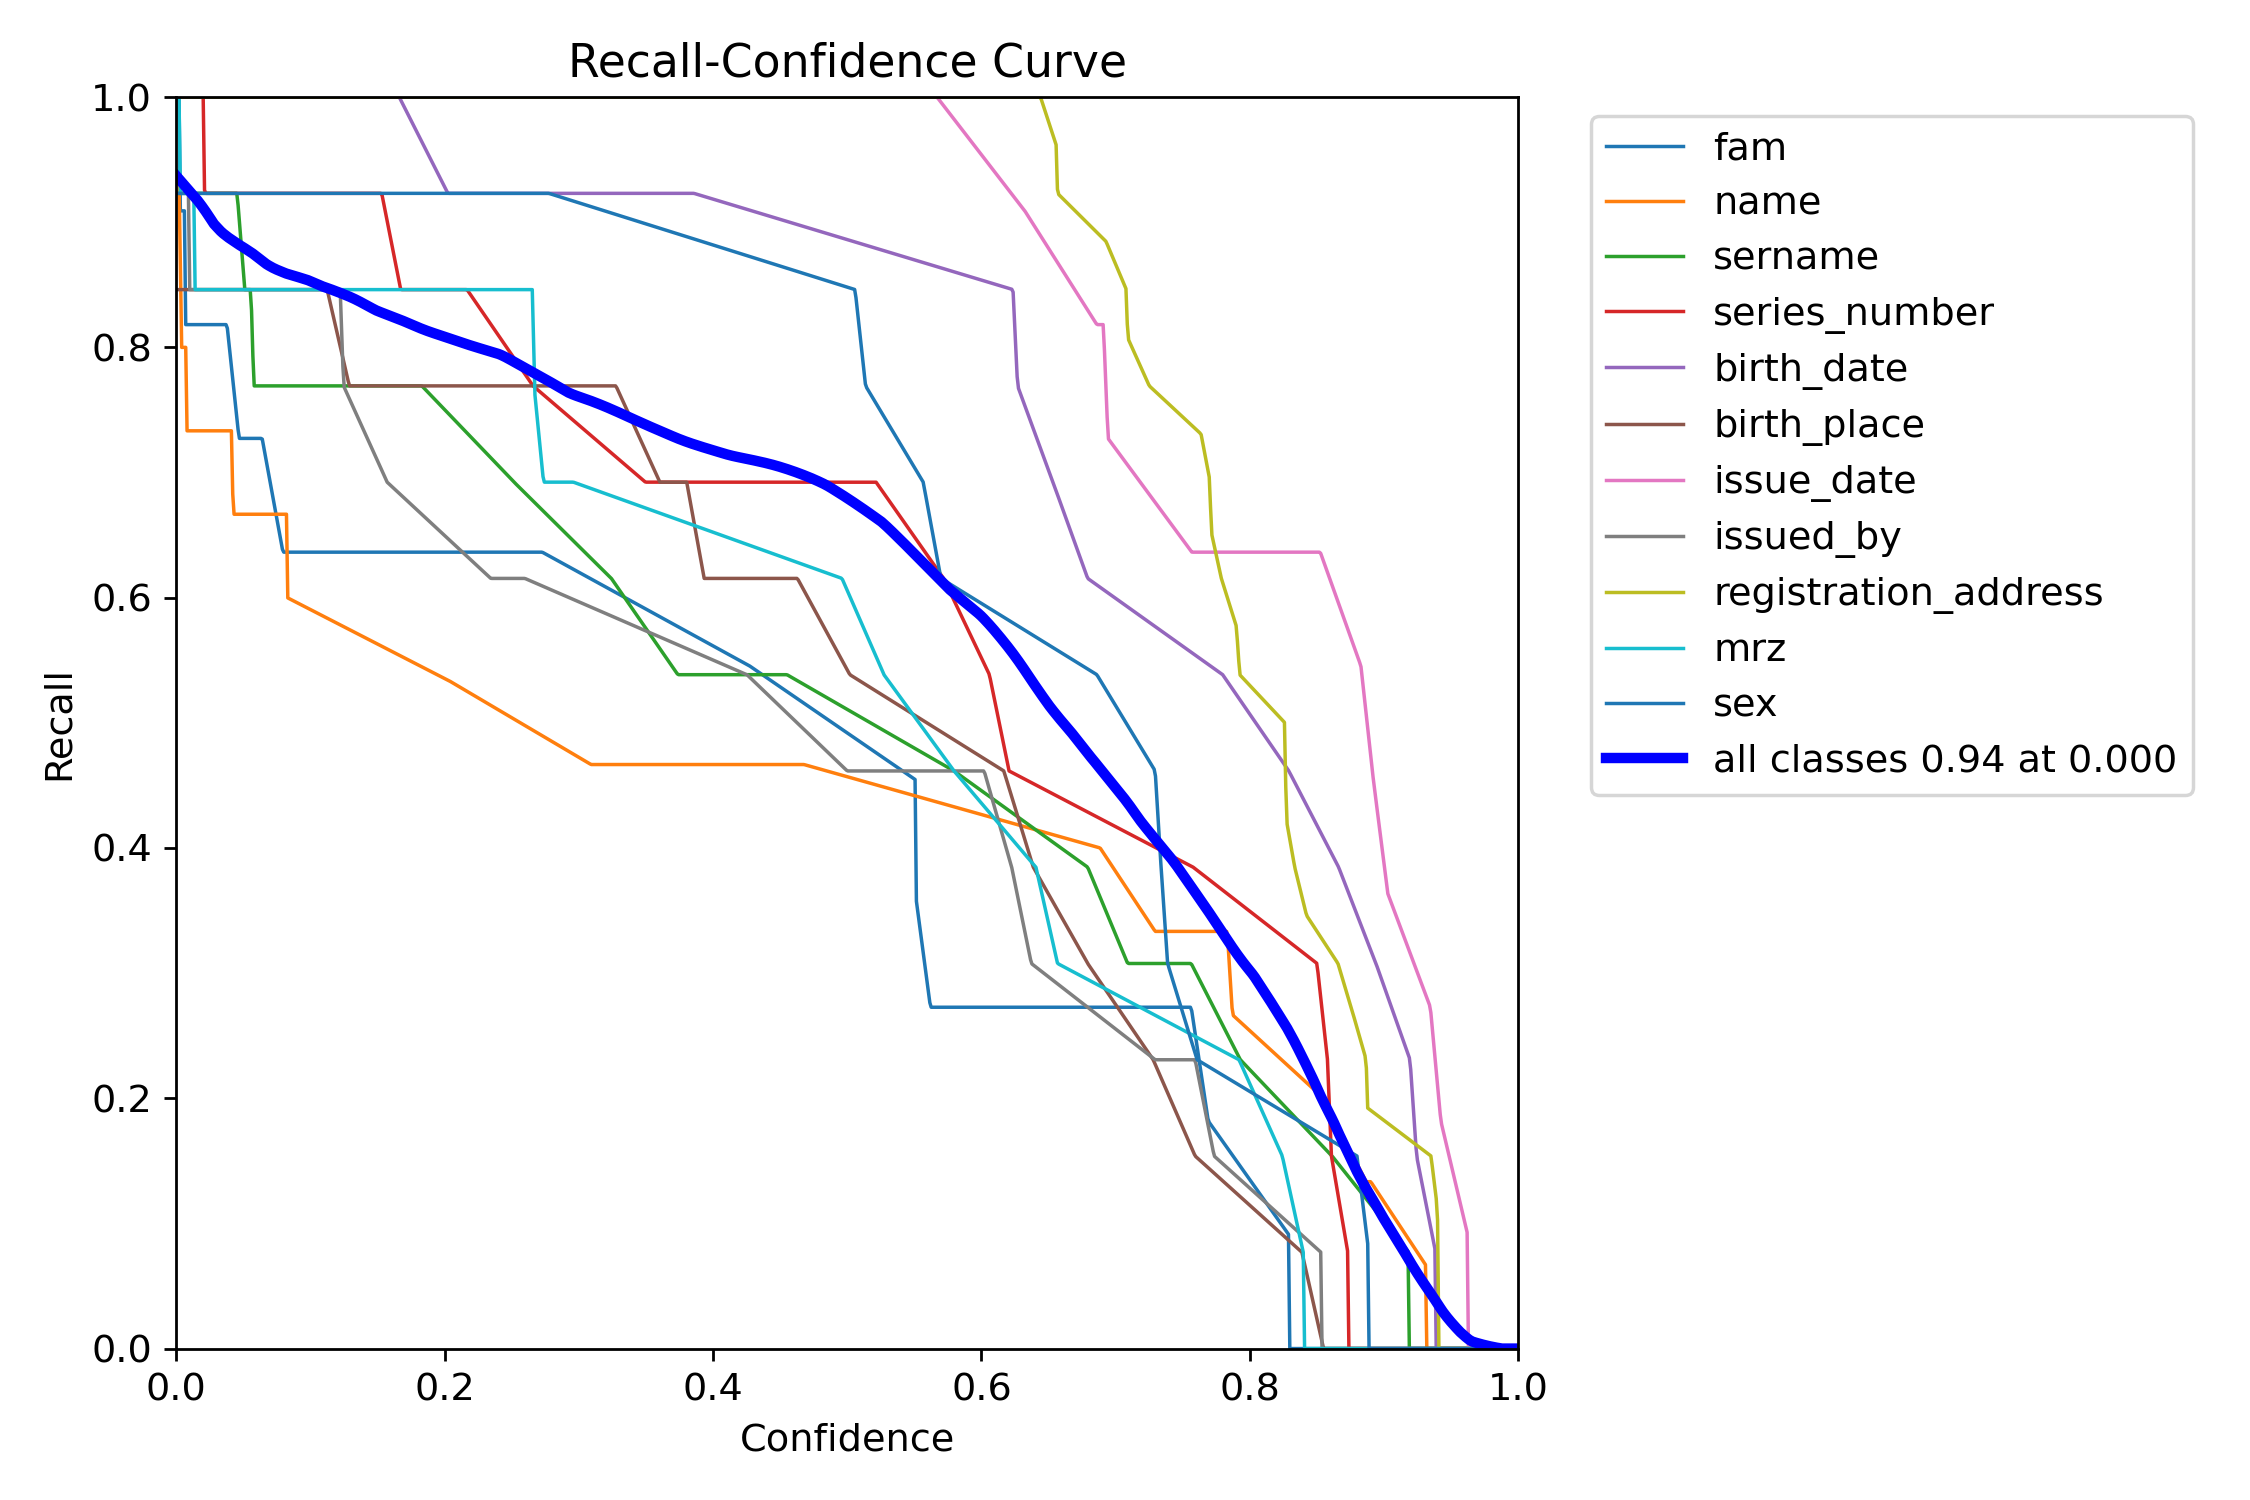 Recall-Confidence Curve
1.0
0.8
0.6
0.4
0.2
0.0
Recall
0.0 0.2 0.4 0.6 0.8 1.0
Confidence
fam
name
sername
series_number
birth_date
birth_place
issue_date
issued_by
registration_address
mrz
sex
all classes 0.94 at 0.000